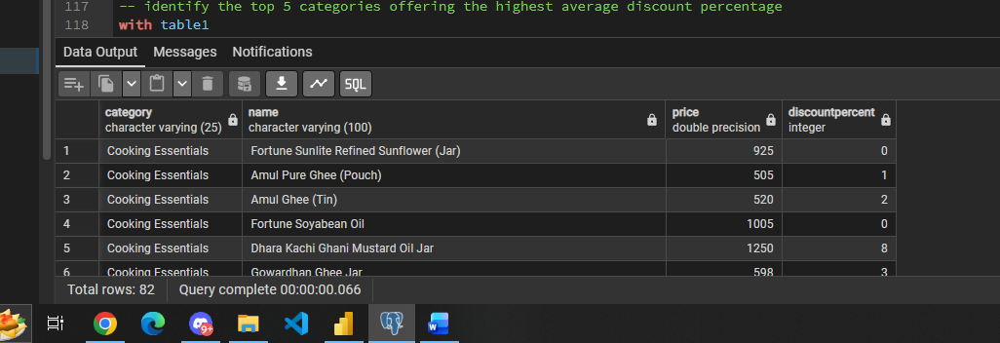 117 -- identify the top 5 categories offering the highest average discount percentage
118 with table1
Data Output Messages Notifications
SQL
category name price discountpercent
character varying (25) character varying (100) double precision integer
1 Cooking Essentials Fortune Sunlite Refined Sunflower (Jar) 925 0
2 Cooking Essentials Amul Pure Ghee (Pouch) 505 1
3 Cooking Essentials Amul Ghee (Tin) 520 2
4 Cooking Essentials Fortune Soyabean Oil 1005 0
5 Cooking Essentials Dhara Kachi Ghani Mustard Oil Jar 1250 8
6 Cooking Essentials Gowardhan Ghee Jar 598 3
Total rows: 82 Query complete 00:00:00.066
9+
W